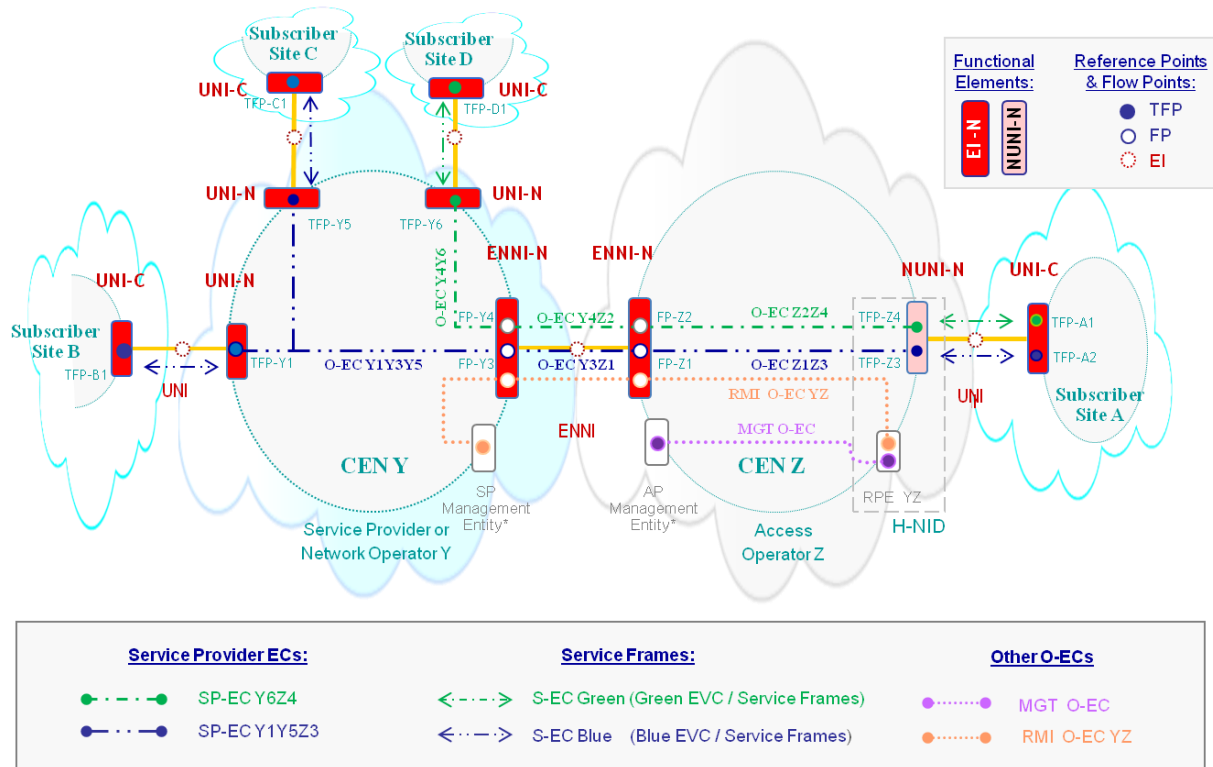 Subscriber
Site C
UNI-C
TFP-C1
Subscriber
Site D
UNI-C
TFP-D1
Functional
Elements:
EI-N
NUNI-N
Reference Points
& Flow Points:
TFP
FP
EI
UNI-N
TFP-Y5
TFP-Y6
UNI-N
O-EC Y4Y6
ENNI-N
ENNI-N
NUNI-N
UNI-C
UNI-C
UNI-N
Subscriber
Site B
TFP-B1
UNI
TFP-Y1
O-EC Y1Y3Y5
FP-Y4
FP-Y3
O-EC Y4Z2
O-EC Y3Z1
FP-Z2
FP-Z1
O-EC Z2Z4
O-EC Z1Z3
TFP-Z4
TFP-Z3
TFP-A1
TFP-A2
UNI
Subscriber
Site A
RMI O-EC YZ
ENNI
MGT O-EC
CEN Y
CEN Z
SP
Management
Entity*
AP
Management
Entity*
RPE YZ
H-NID
Service Provider or
Network Operator Y
Access
Operator Z
Service Provider ECs:
SP-EC Y6Z4
SP-EC Y1Y5Z3
Service Frames:
S-EC Green (Green EVC / Service Frames)
S-EC Blue (Blue EVC / Service Frames)
Other O-ECs
MGT O-EC
RMI O-EC YZ